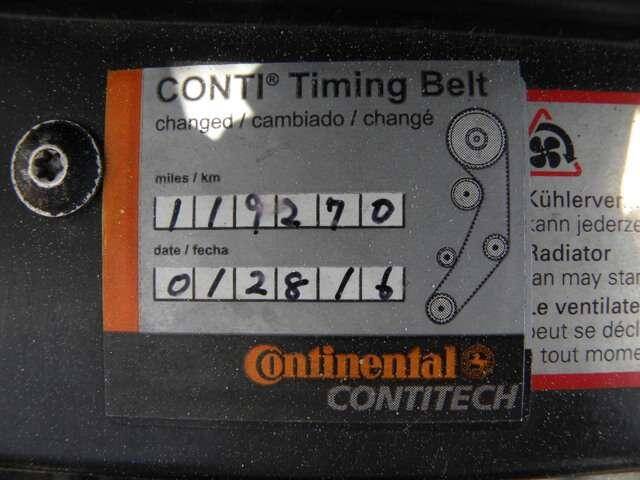 CONTI® Timing Belt
changed / cambiado / changé
miles / km
119270
date / fecha
012816
Continental
CONTITECH
kann jederze
Radiator
an may star
Le ventilate
peut se décl
tout mome